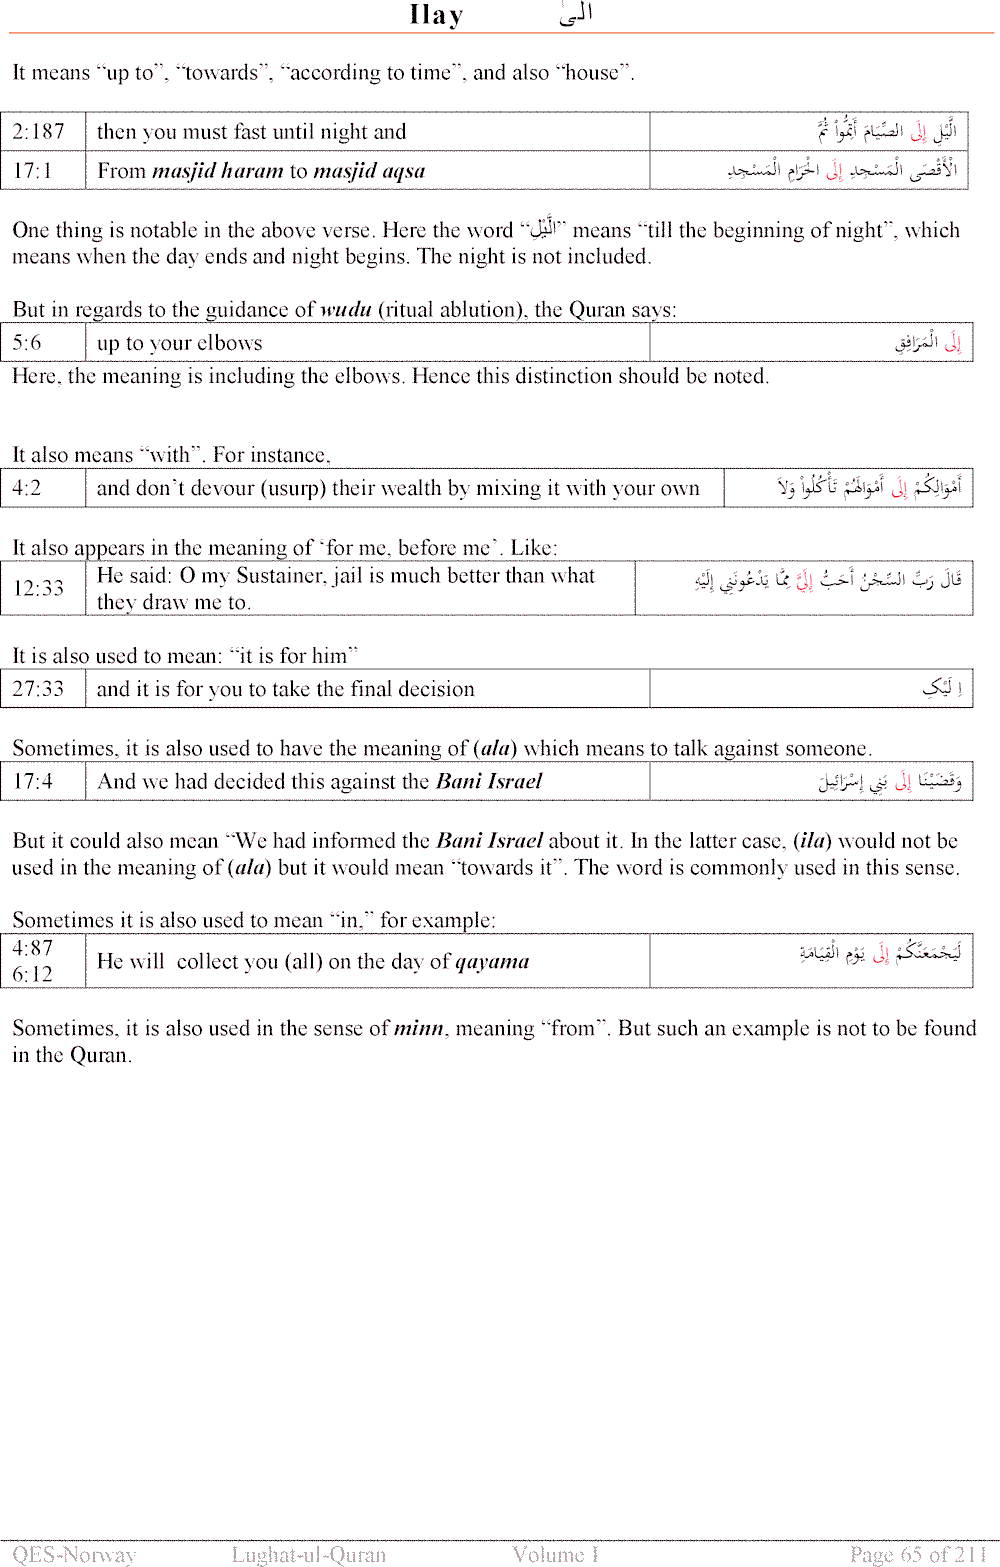 Ilay الىٰ
It means “up to”, “towards”, “according to time”, and also “house”.
2:187 then you must fast until night and الَّيْلِ إِلَى الصِّيَامَ أَتِمُّواْ ثُمَّ
17:1 From masjid haram to masjid aqsa الْأَقْصَى الْمَسْجِدِ إِلَى الْحَرَامِ الْمَسْجِدِ
One thing is notable in the above verse. Here the word “الَّيْلِ” means “till the beginning of night”, which
means when the day ends and night begins. The night is not included.
But in regards to the guidance of wudu (ritual ablution), the Quran says:
5:6 up to your elbows إِلَى الْمَرَافِقِ
Here, the meaning is including the elbows. Hence this distinction should be noted.
It also means “with”. For instance,
4:2 and don’t devour (usurp) their wealth by mixing it with your own أَمْوَالِكُمْ إِلَى أَمْوَالَهُمْ تَأْكُلُواْ وَلاَ
It also appears in the meaning of ‘for me, before me’. Like:
12:33 He said: O my Sustainer, jail is much better than what
they draw me to. قَالَ رَبِّ السِّجْنُ أَحَبُّ إِلَيَّ مِمَّا يَدْعُونَنِي إِلَيْهِ
It is also used to mean: “it is for him”
27:33 and it is for you to take the final decision اِ لَيْکِ
Sometimes, it is also used to have the meaning of (ala) which means to talk against someone.
17:4 And we had decided this against the Bani Israel وَقَضَيْنَا إِلَى بَنِي إِسْرَائِيلَ
But it could also mean “We had informed the Bani Israel about it. In the latter case, (ila) would not be
used in the meaning of (ala) but it would mean “towards it”. The word is commonly used in this sense.
Sometimes it is also used to mean “in,” for example:
4:87
6:12 He will collect you (all) on the day of qayama لَيَجْمَعَنَّكُمْ إِلَى يَوْمِ الْقِيَامَةِ
Sometimes, it is also used in the sense of minn, meaning “from”. But such an example is not to be found
in the Quran.
QES-Norway Lughat-ul-Quran Volume I Page 65 of 211